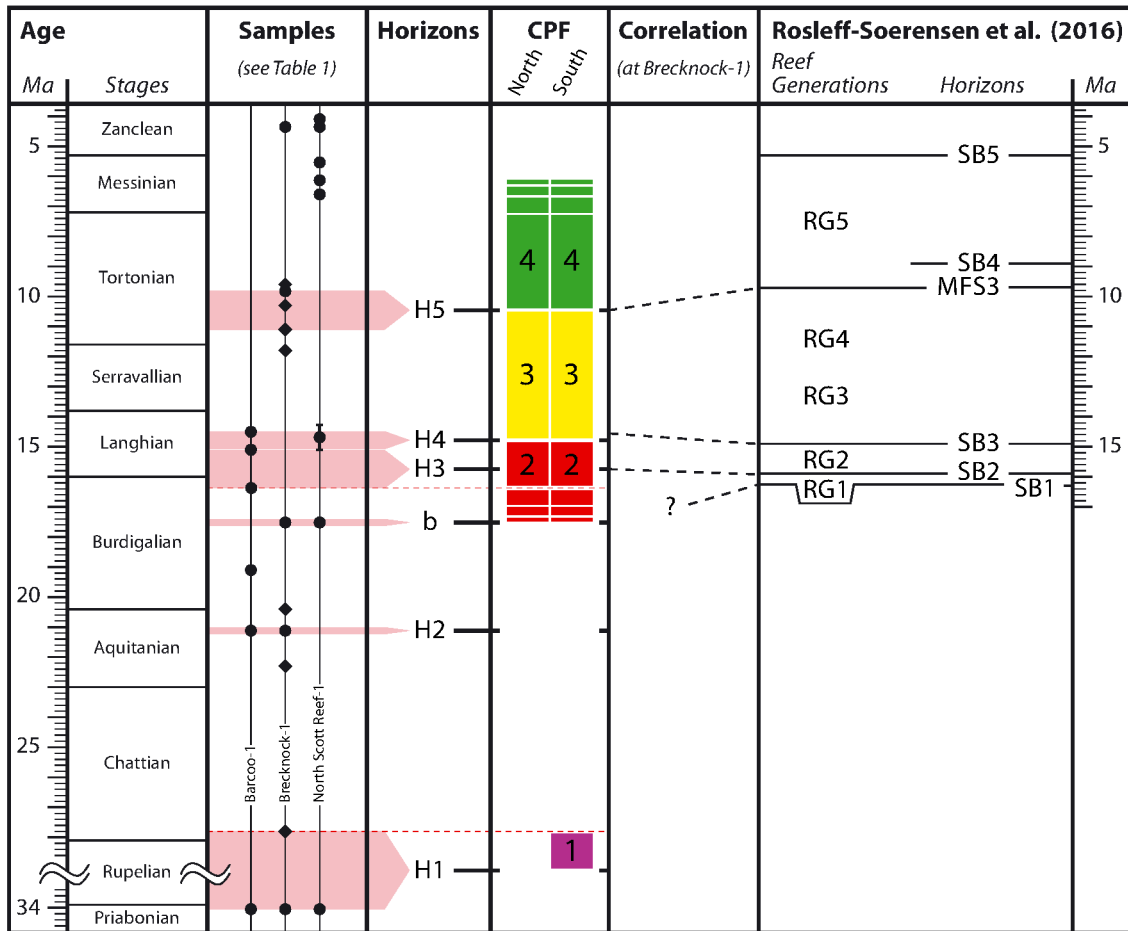 Age
Samples
Horizons
CPF
Correlation
Rosleff-Soerensen et al. (2016)
(see Table 1)
North
South
(at Brecknock-1)
Reef
Generations
Horizons
Ma
Stages
Ma
Zanclean
5
5
SB5
Messinian
RG5
4
4
Tortonian
SB4
MFS3
10
10
H5
RG4
3
3
Serravallian
RG3
Langhian
H4
15
15
SB3
2
2
H3
RG2
SB2
RG1
SB1
?
b
Burdigalian
20
H2
Aquitanian
Barcoo-1
Brecknock-1
North Scott Reef-1
25
Chattian
1
Rupelian
H1
34
Priabonian